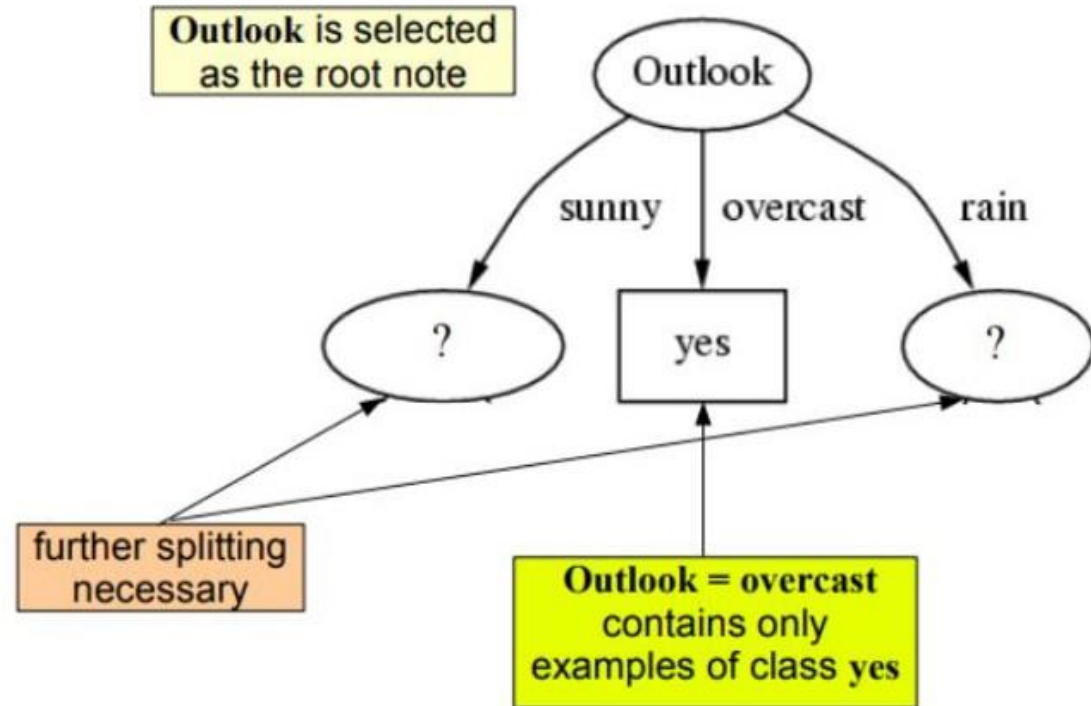 Outlook is selected
as the root note
Outlook
sunny
overcast
rain
?
yes
?
further splitting
necessary
Outlook = overcast
contains only
examples of class yes